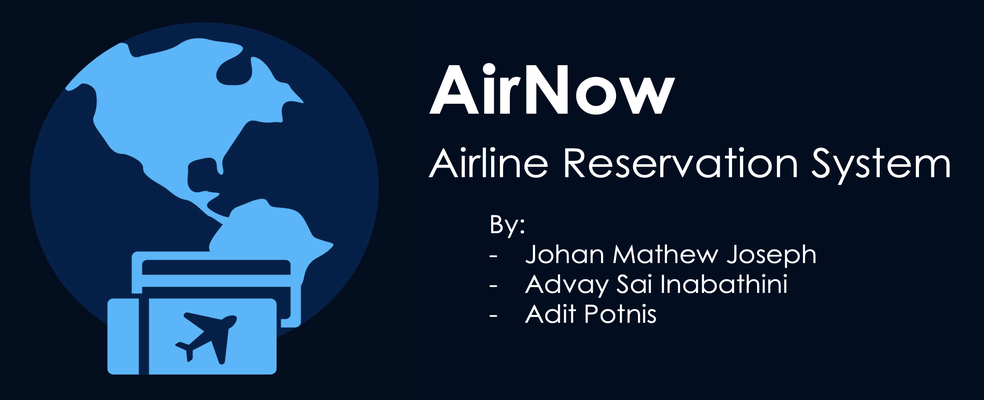 AirNow
Airline Reservation System
By:
- Johan Mathew Joseph
- Advay Sai Inabathini
- Adit Potnis